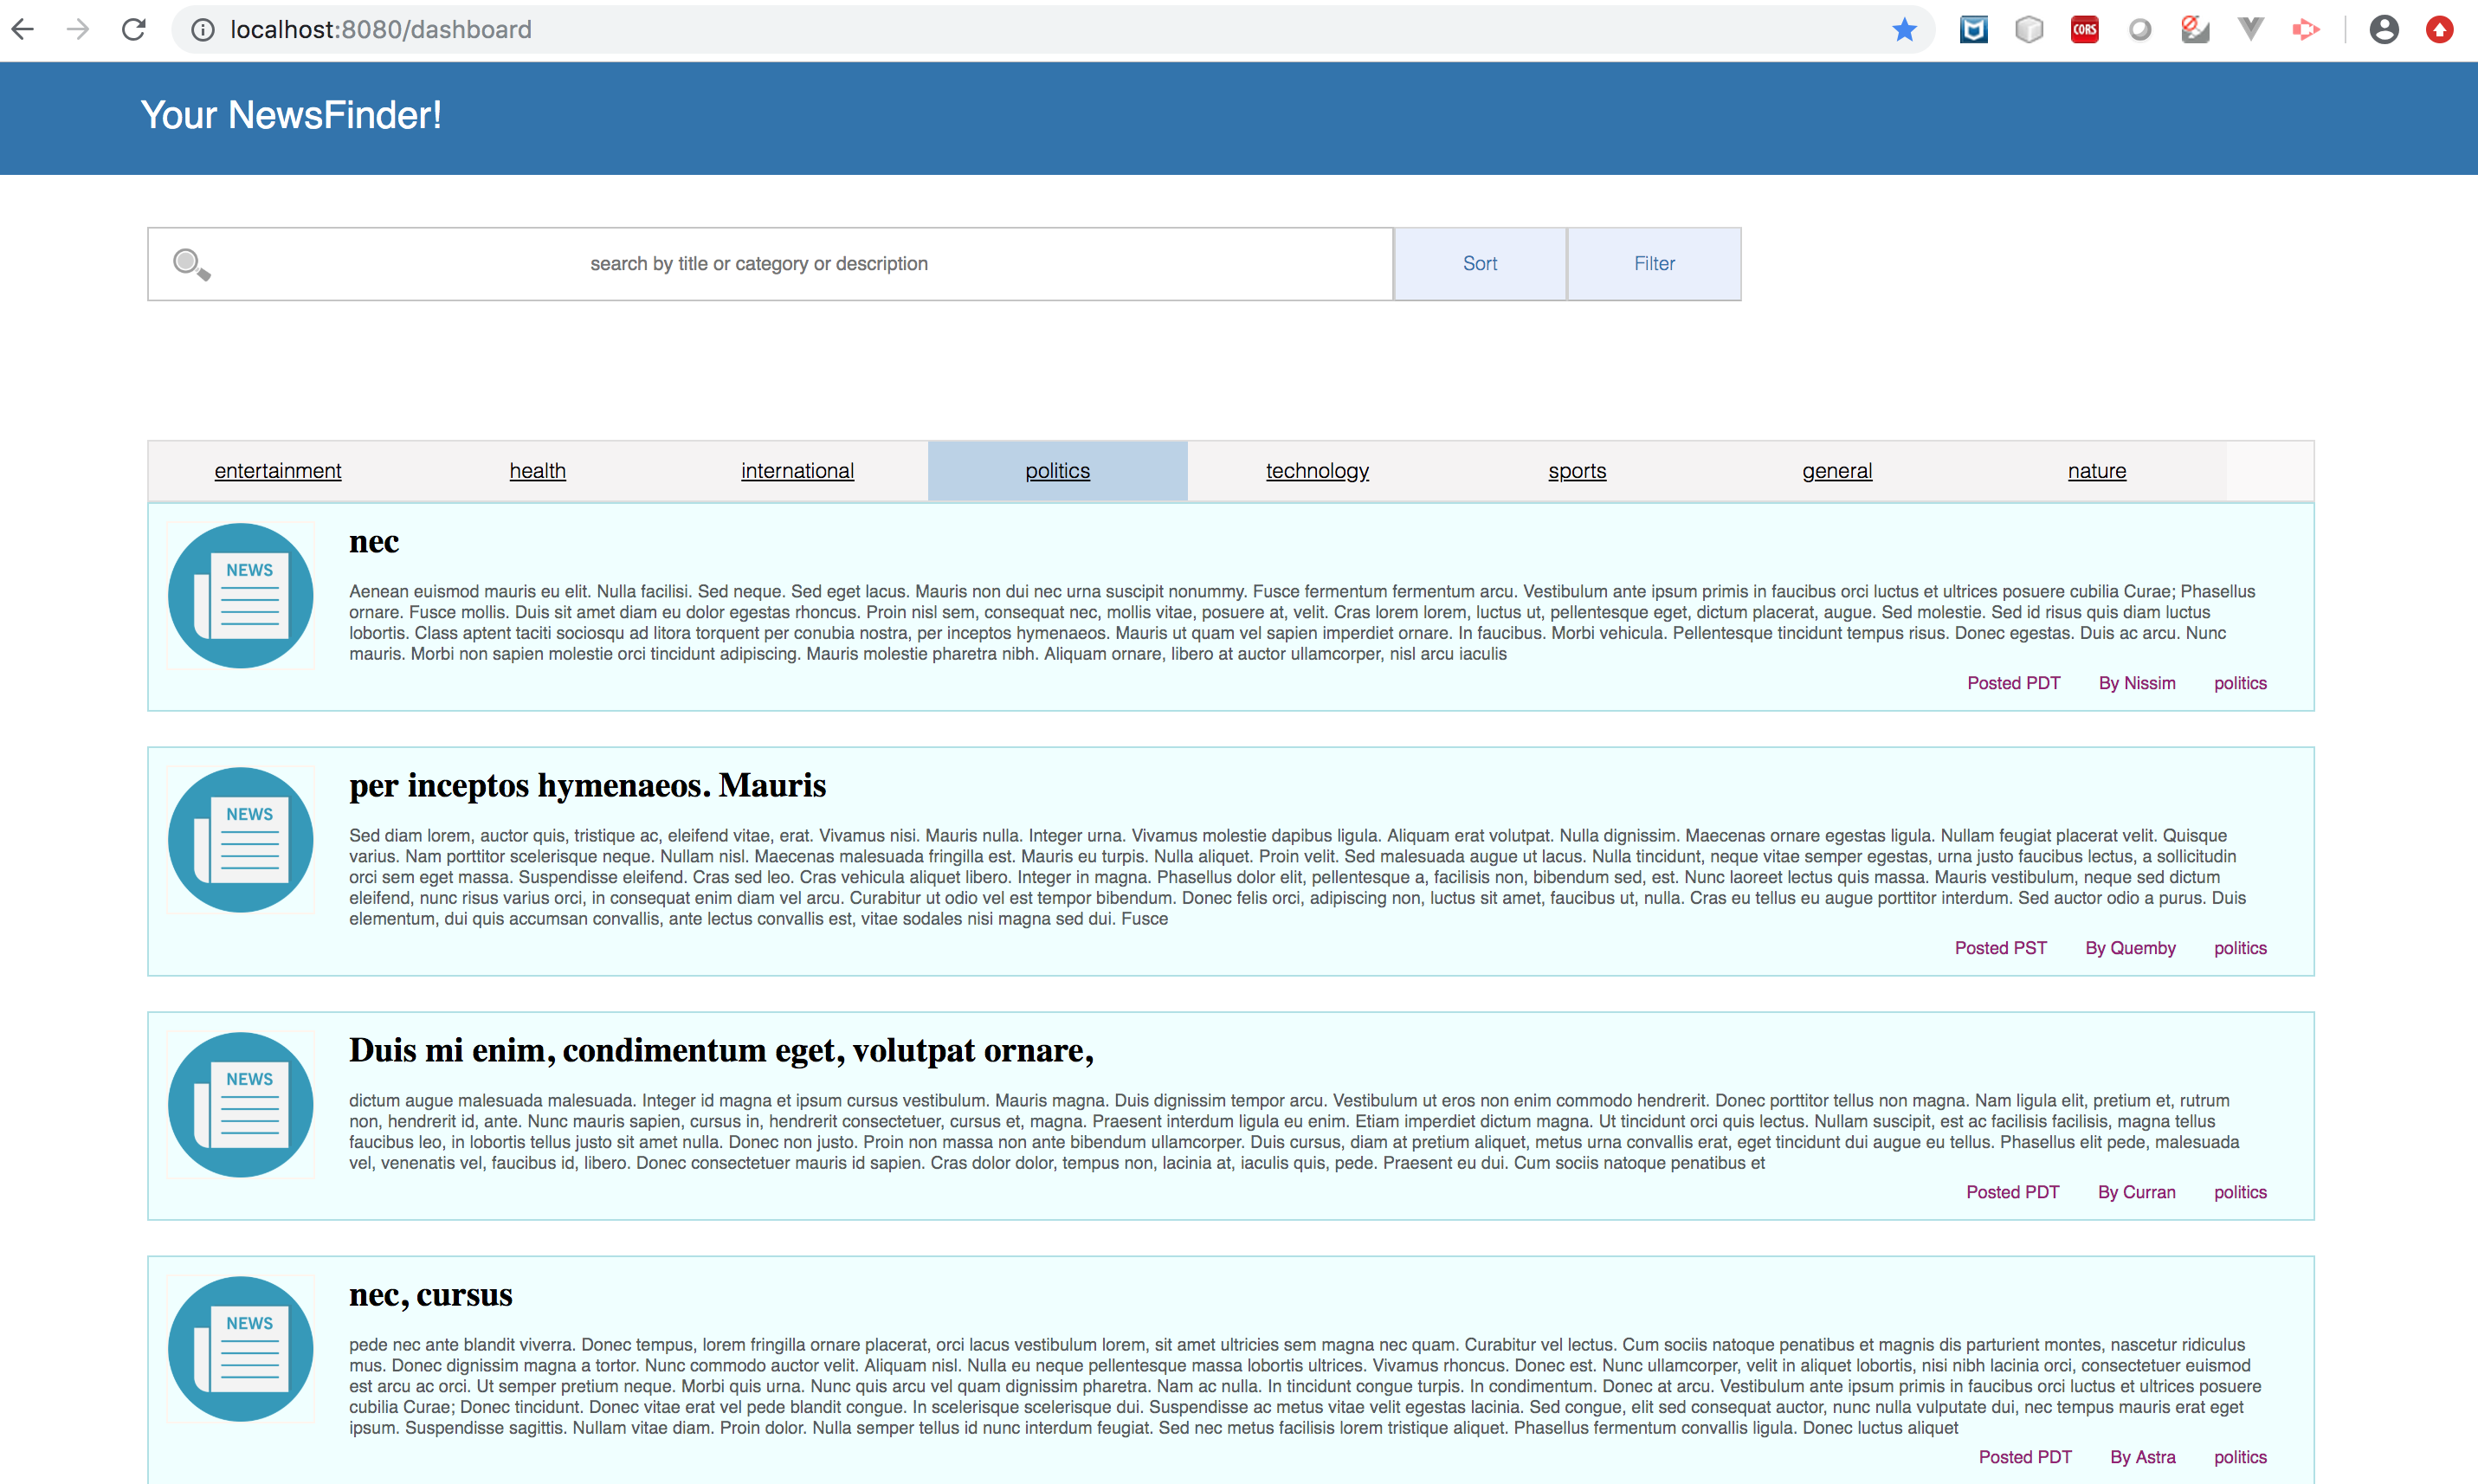 localhost:8080/dashboard
CORS
Your NewsFinder!
search by title or category or description
Sort
Filter
entertainment
health
international
politics
technology
sports
general
nature
NEWS
nec
Aenean euismod mauris eu elit. Nulla facilisi. Sed neque. Sed eget lacus. Mauris non dui nec urna suscipit nonummy. Fusce fermentum fermentum arcu. Vestibulum ante ipsum primis in faucibus orci luctus et ultrices posuere cubilia Curae; Phasellus
ornare. Fusce mollis. Duis sit amet diam eu dolor egestas rhoncus. Proin nisl sem, consequat nec, mollis vitae, posuere at, velit. Cras lorem lorem, luctus ut, pellentesque eget, dictum placerat, augue. Sed molestie. Sed id risus quis diam luctus
lobortis. Class aptent taciti sociosqu ad litora torquent per conubia nostra, per inceptos hymenaeos. Mauris ut quam vel sapien imperdiet ornare. In faucibus. Morbi vehicula. Pellentesque tincidunt tempus risus. Donec egestas. Duis ac arcu. Nunc
mauris. Morbi non sapien molestie orci tincidunt adipiscing. Mauris molestie pharetra nibh. Aliquam ornare, libero at auctor ullamcorper, nisl arcu iaculis
Posted PDT By Nissim politics
NEWS
per inceptos hymenaeos. Mauris
Sed diam lorem, auctor quis, tristique ac, eleifend vitae, erat. Vivamus nisi. Mauris nulla. Integer urna. Vivamus molestie dapibus ligula. Aliquam erat volutpat. Nulla dignissim. Maecenas ornare egestas ligula. Nullam feugiat placerat velit. Quisque
varius. Nam porttitor scelerisque neque. Nullam nisl. Maecenas malesuada fringilla est. Mauris eu turpis. Nulla aliquet. Proin velit. Sed malesuada augue ut lacus. Nulla tincidunt, neque vitae semper egestas, urna justo faucibus lectus, a sollicitudin
orci sem eget massa. Suspendisse eleifend. Cras sed leo. Cras vehicula aliquet libero. Integer in magna. Phasellus dolor elit, pellentesque a, facilisis non, bibendum sed, est. Nunc laoreet lectus quis massa. Mauris vestibulum, neque sed dictum
eleifend, nunc risus varius orci, in consequat enim diam vel arcu. Curabitur ut odio vel est tempor bibendum. Donec felis orci, adipiscing non, luctus sit amet, faucibus ut, nulla. Cras eu tellus eu augue porttitor interdum. Sed auctor odio a purus. Duis
elementum, dui quis accumsan convallis, ante lectus convallis est, vitae sodales nisi magna sed dui. Fusce
Posted PST By Quemby politics
NEWS
Duis mi enim, condimentum eget, volutpat ornare,
dictum augue malesuada malesuada. Integer id magna et ipsum cursus vestibulum. Mauris magna. Duis dignissim tempor arcu. Vestibulum ut eros non enim commodo hendrerit. Donec porttitor tellus non magna. Nam ligula elit, pretium et, rutrum
non, hendrerit id, ante. Nunc mauris sapien, cursus in, hendrerit consectetuer, cursus et, magna. Praesent interdum ligula eu enim. Etiam imperdiet dictum magna. Ut tincidunt orci quis lectus. Nullam suscipit, est ac facilisis facilisis, magna tellus
faucibus leo, in lobortis tellus justo sit amet nulla. Donec non justo. Proin non massa non ante bibendum ullamcorper. Duis cursus, diam at pretium aliquet, metus urna convallis erat, eget tincidunt dui augue eu tellus. Phasellus elit pede, malesuada
vel, venenatis vel, faucibus id, libero. Donec consectetuer mauris id sapien. Cras dolor dolor, tempus non, lacinia at, iaculis quis, pede. Praesent eu dui. Cum sociis natoque penatibus et
Posted PDT By Curran politics
NEWS
nec, cursus
pede nec ante blandit viverra. Donec tempus, lorem fringilla ornare placerat, orci lacus vestibulum lorem, sit amet ultricies sem magna nec quam. Curabitur vel lectus. Cum sociis natoque penatibus et magnis dis parturient montes, nascetur ridiculus
mus. Donec dignissim magna a tortor. Nunc commodo auctor velit. Aliquam nisl. Nulla eu neque pellentesque massa lobortis ultrices. Vivamus rhoncus. Donec est. Nunc ullamcorper, velit in aliquet lobortis, nisi nibh lacinia orci, consectetuer euismod
est arcu ac orci. Ut semper pretium neque. Morbi quis urna. Nunc quis arcu vel quam dignissim pharetra. Nam ac nulla. In tincidunt congue turpis. In condimentum. Donec at arcu. Vestibulum ante ipsum primis in faucibus orci luctus et ultrices posuere
cubilia Curae; Donec tincidunt. Donec vitae erat vel pede blandit congue. In scelerisque scelerisque dui. Suspendisse ac metus vitae velit egestas lacinia. Sed congue, elit sed consequat auctor, nunc nulla vulputate dui, nec tempus mauris erat eget
ipsum. Suspendisse sagittis. Nullam vitae diam. Proin dolor. Nulla semper tellus id nunc interdum feugiat. Sed nec metus facilisis lorem tristique aliquet. Phasellus fermentum convallis ligula. Donec luctus aliquet
Posted PDT By Astra politics